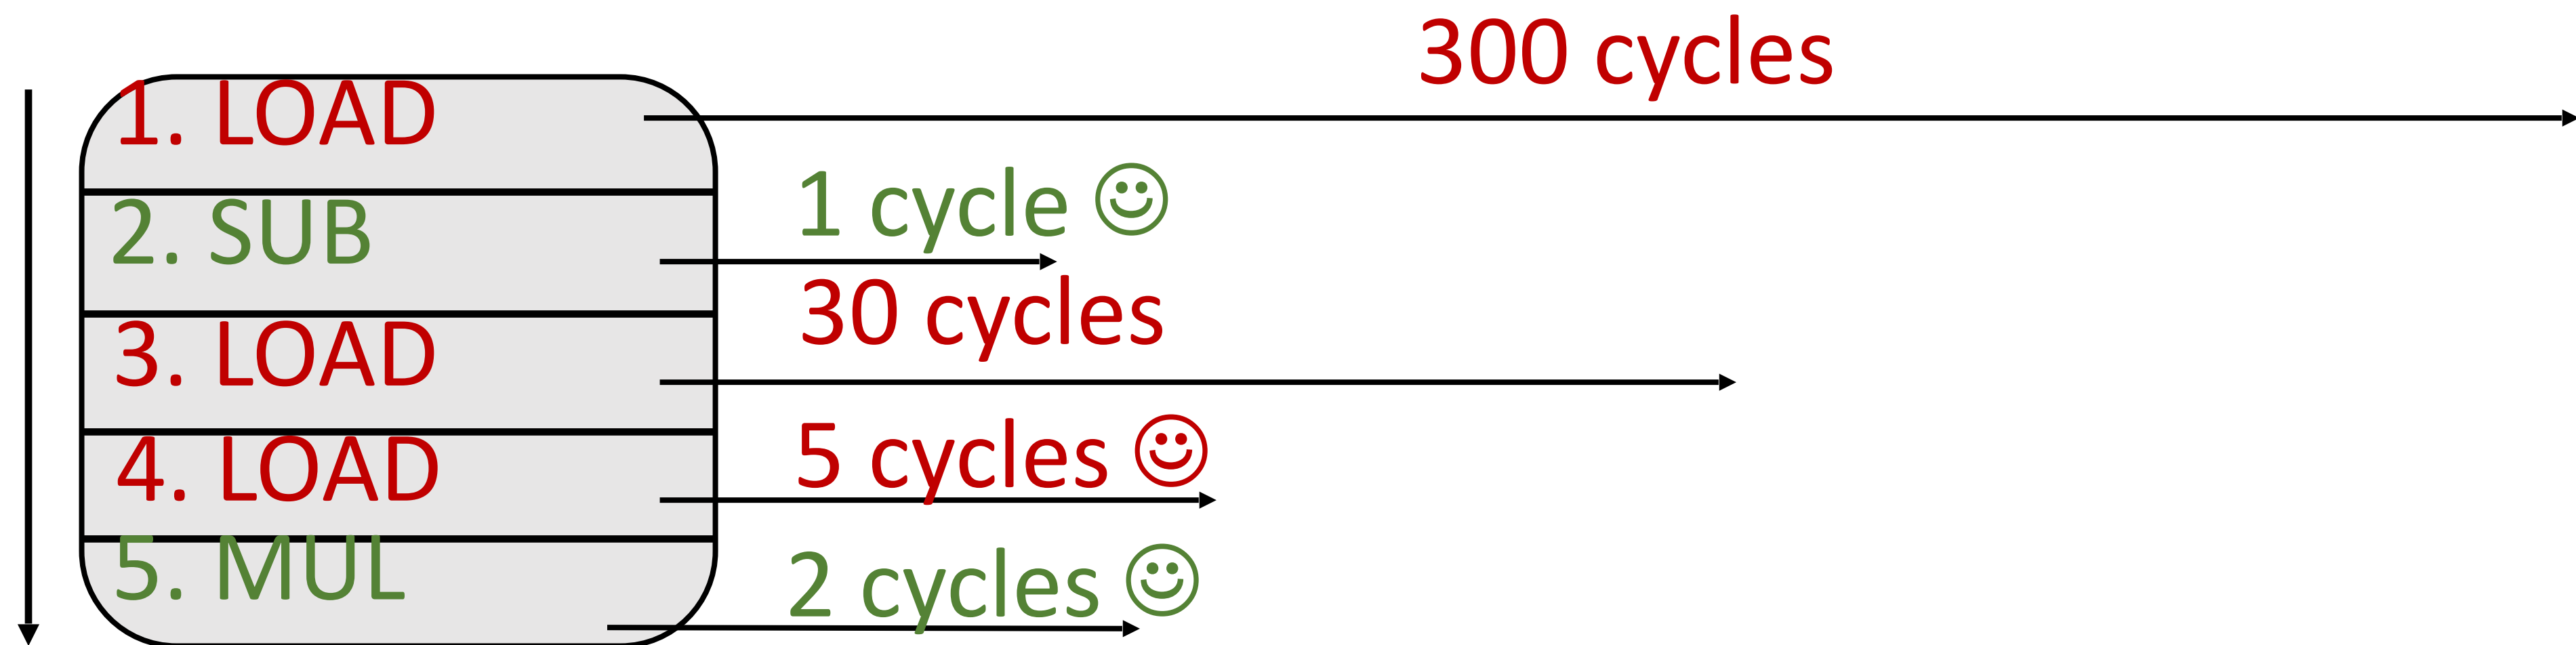 300 cycles
1. LOAD
1 cycle
2. SUB
30 cycles
3. LOAD
5 cycles
4. LOAD
2 cycles
5. MUL